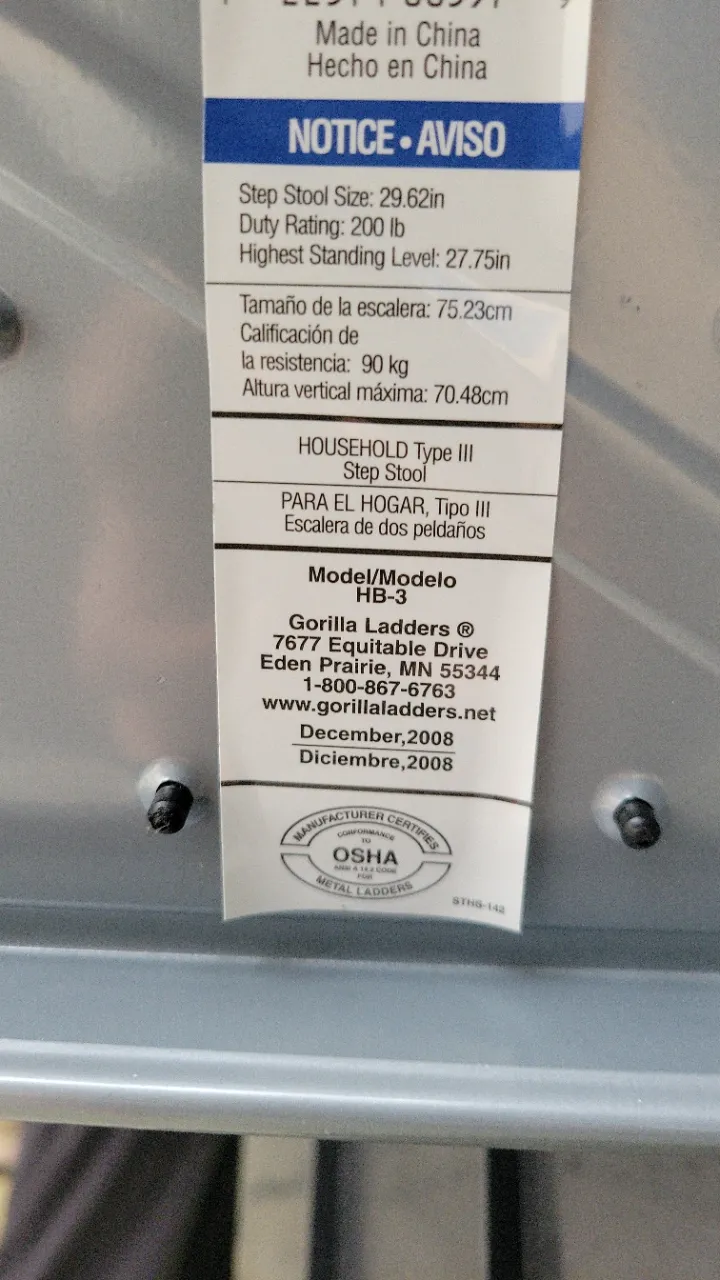 Made in China
Hecho en China
NOTICE • AVISO
Step Stool Size: 29.62in
Duty Rating: 200 lb
Highest Standing Level: 27.75in
Tamaño de la escalera: 75.23cm
Calificación de
la resistencia: 90 kg
Altura vertical máxima: 70.48cm
HOUSEHOLD Type III
Step Stool
PARA EL HOGAR, Tipo III
Escalera de dos peldaños
Model/Modelo
HB-3
Gorilla Ladders ®
7677 Equitable Drive
Eden Prairie, MN 55344
1-800-867-6763
www.gorillaladders.net
December,2008
Diciembre,2008
MANUFACTURER CERTIFIES
CONFORMANCE
TO
OSHA
FOR
METAL LADDERS